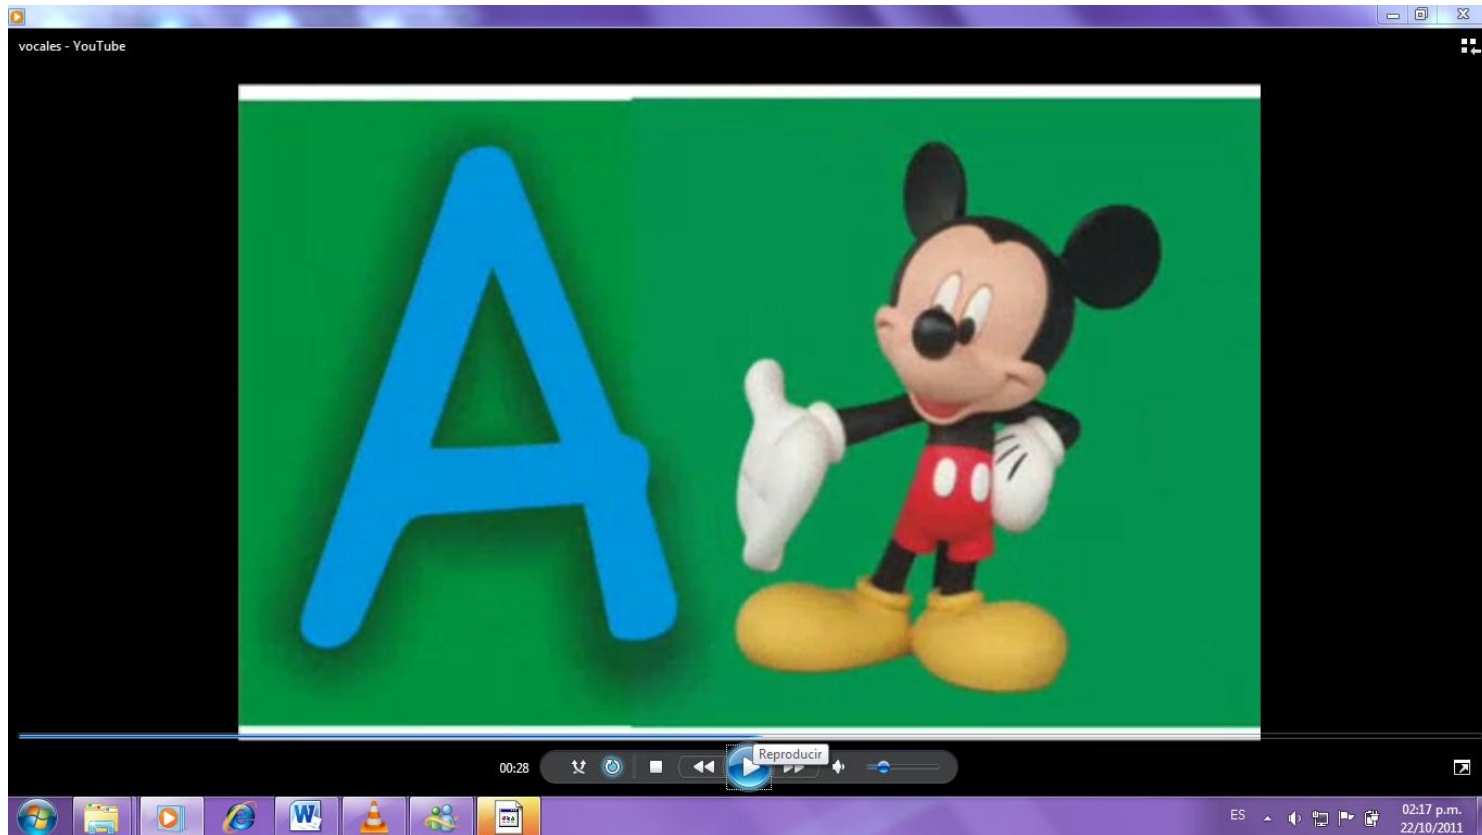 vocales - YouTube
A
Reproducir
00:28
ES
02:17 p.m.
22/10/2011